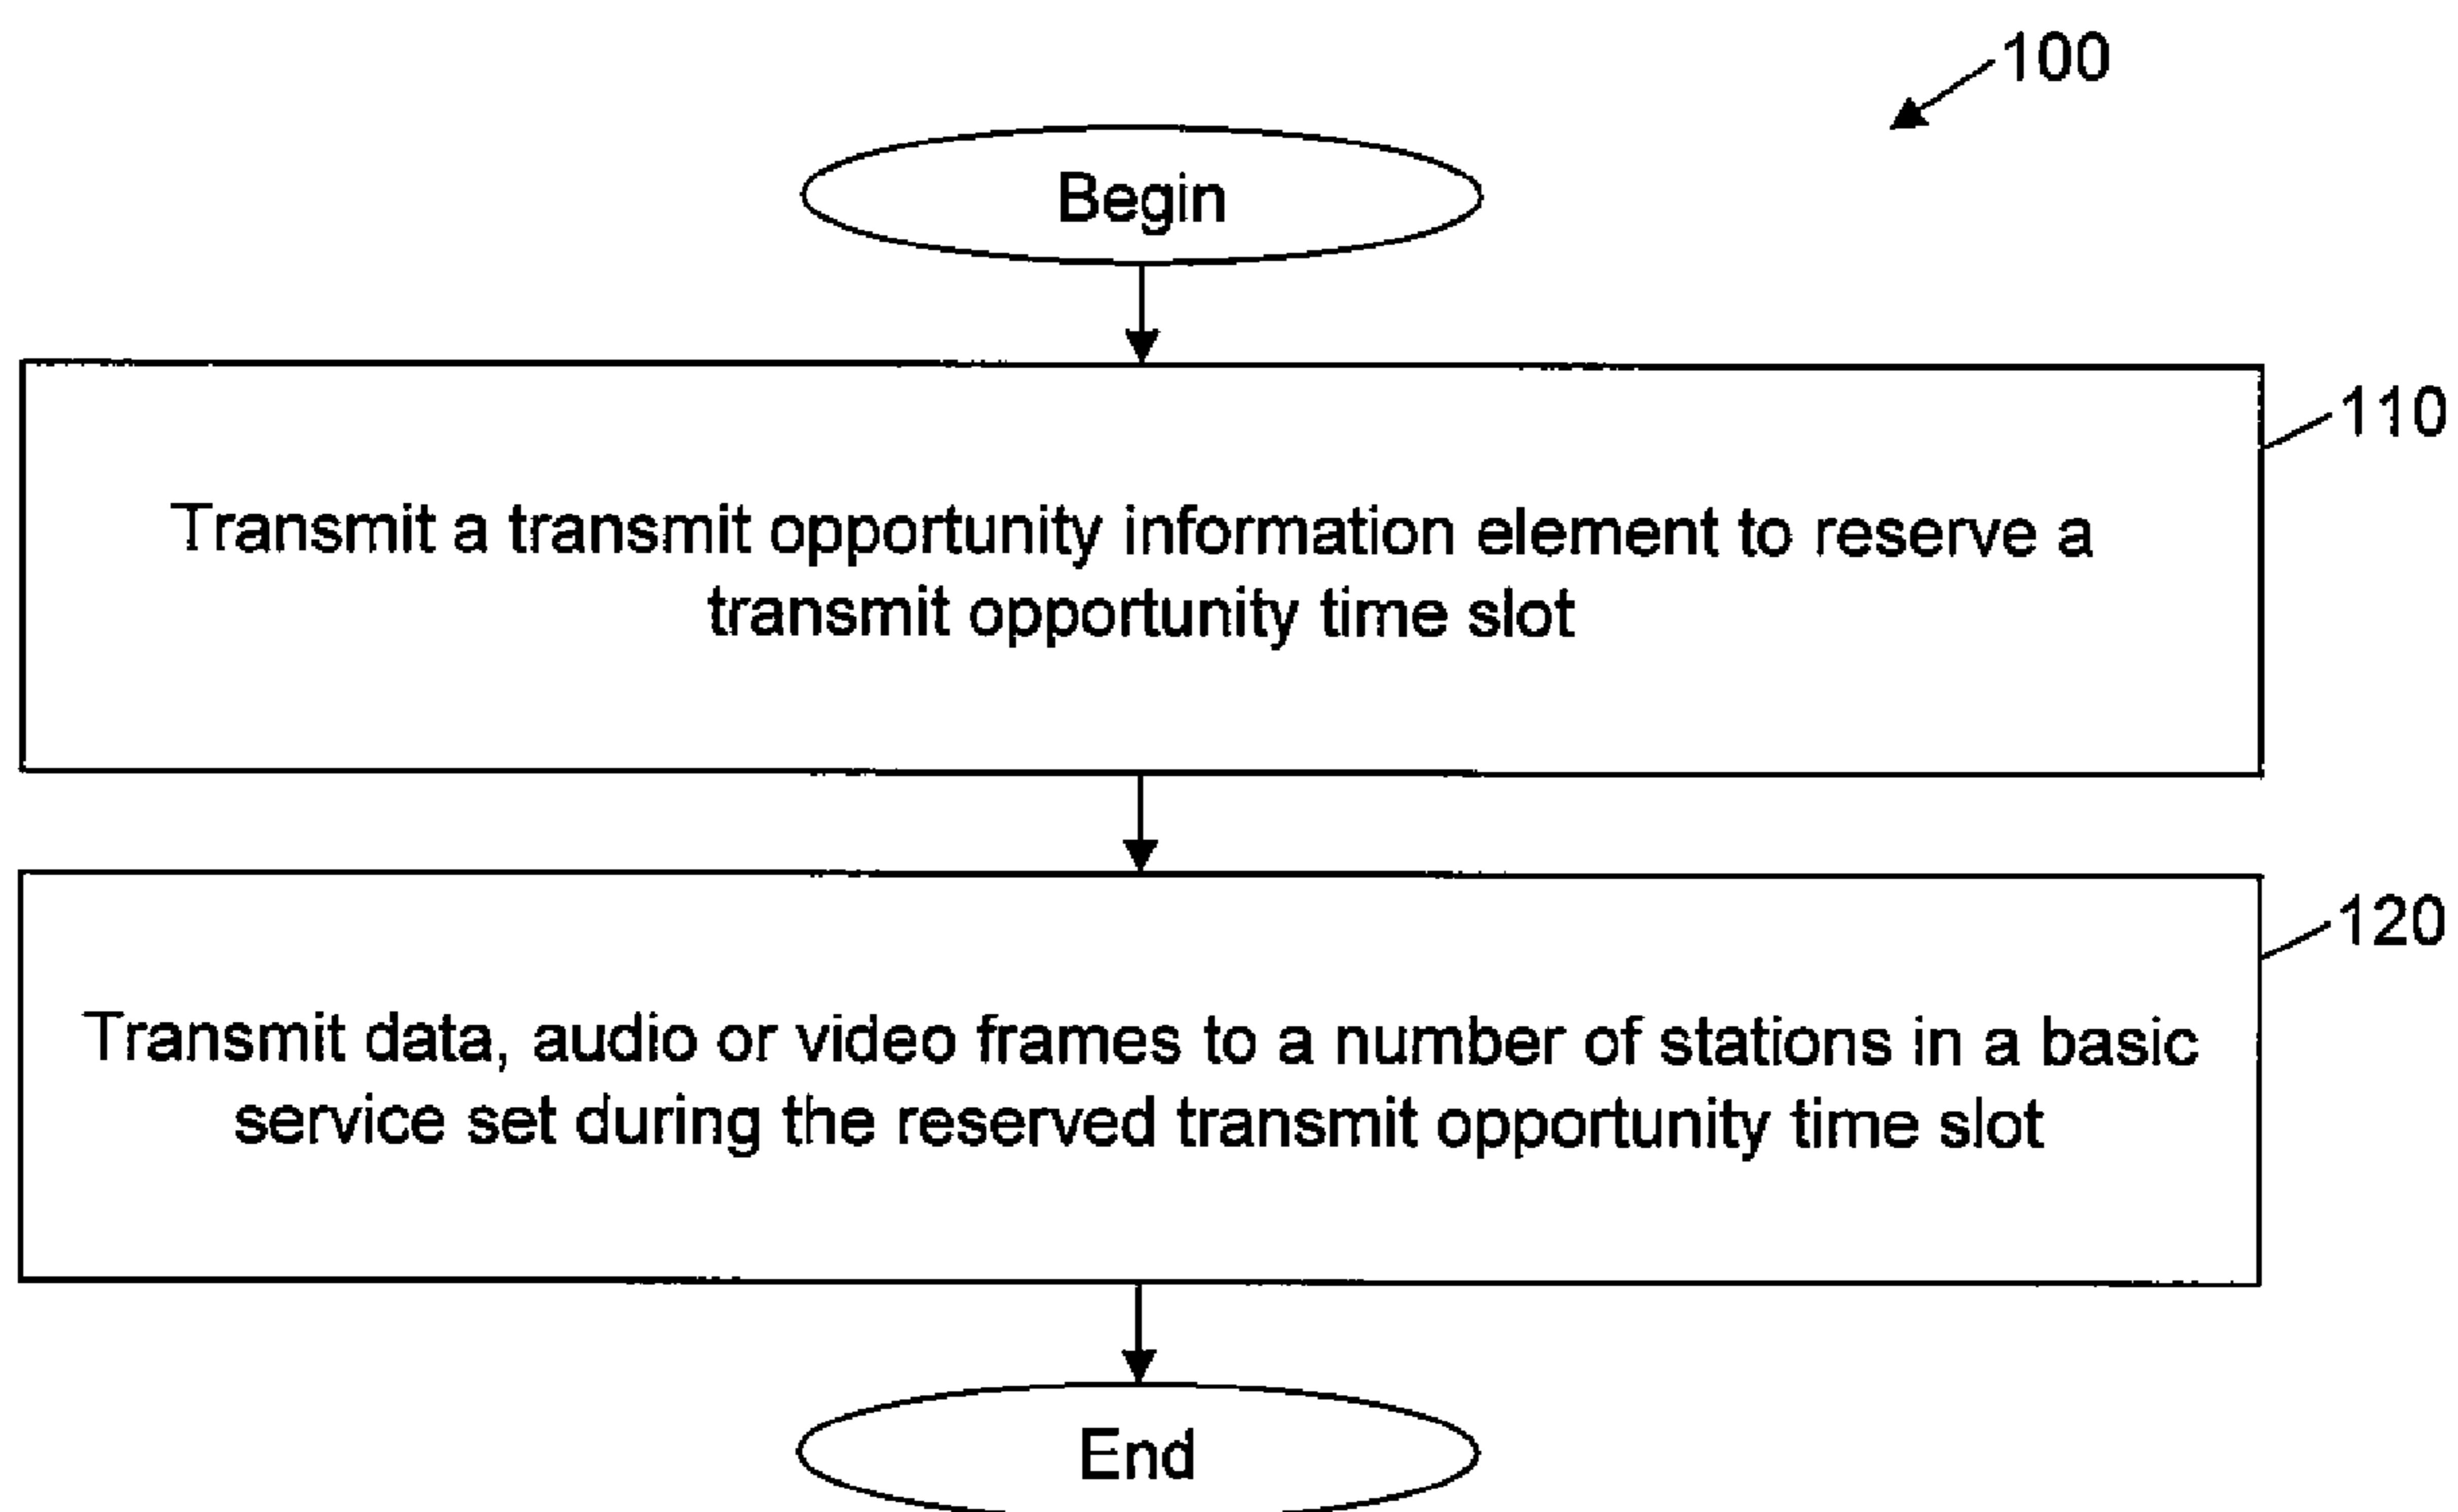 100
Begin
110
Transmit a transmit opportunity information element to reserve a
transmit opportunity time slot
120
Transmit data, audio or video frames to a number of stations in a basic
service set during the reserved transmit opportunity time slot
End